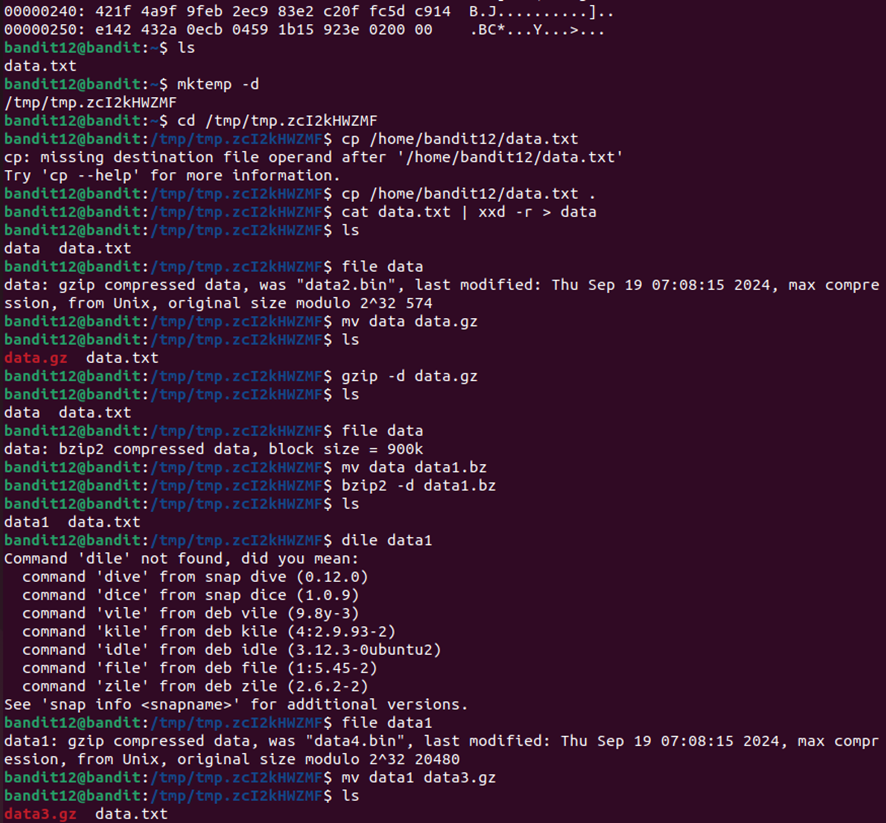 00000240: 421f 4a9f 9feb 2ec9 83e2 c20f fc5d c914  B.J..........]..
00000250: e142 432a 0ecb 0459 1b15 923e 0200 00    .BC*...Y...>...
bandit12@bandit:~$ ls
data.txt
bandit12@bandit:~$ mktemp -d
/tmp/tmp.zcI2kHWZMF
bandit12@bandit:~$ cd /tmp/tmp.zcI2kHWZMF
bandit12@bandit:/tmp/tmp.zcI2kHWZMF$ cp /home/bandit12/data.txt
cp: missing destination file operand after '/home/bandit12/data.txt'
Try 'cp --help' for more information.
bandit12@bandit:/tmp/tmp.zcI2kHWZMF$ cp /home/bandit12/data.txt .
bandit12@bandit:/tmp/tmp.zcI2kHWZMF$ cat data.txt | xxd -r > data
bandit12@bandit:/tmp/tmp.zcI2kHWZMF$ ls
data  data.txt
bandit12@bandit:/tmp/tmp.zcI2kHWZMF$ file data
data: gzip compressed data, was "data2.bin", last modified: Thu Sep 19 07:08:15 2024, max compre
ssion, from Unix, original size modulo 2^32 574
bandit12@bandit:/tmp/tmp.zcI2kHWZMF$ mv data data.gz
bandit12@bandit:/tmp/tmp.zcI2kHWZMF$ ls
data.gz  data.txt
bandit12@bandit:/tmp/tmp.zcI2kHWZMF$ gzip -d data.gz
bandit12@bandit:/tmp/tmp.zcI2kHWZMF$ ls
data  data.txt
bandit12@bandit:/tmp/tmp.zcI2kHWZMF$ file data
data: bzip2 compressed data, block size = 900k
bandit12@bandit:/tmp/tmp.zcI2kHWZMF$ mv data data1.bz
bandit12@bandit:/tmp/tmp.zcI2kHWZMF$ bzip2 -d data1.bz
bandit12@bandit:/tmp/tmp.zcI2kHWZMF$ ls
data1  data.txt
bandit12@bandit:/tmp/tmp.zcI2kHWZMF$ dile data1
Command 'dile' not found, did you mean:
  command 'dive' from snap dive (0.12.0)
  command 'dice' from snap dice (1.0.9)
  command 'vile' from deb vile (9.8y-3)
  command 'kile' from deb kile (4:2.9.93-2)
  command 'idle' from deb idle (3.12.3-0ubuntu2)
  command 'file' from deb file (1:5.45-2)
  command 'zile' from deb zile (2.6.2-2)
See 'snap info <snapname>' for additional versions.
bandit12@bandit:/tmp/tmp.zcI2kHWZMF$ file data1
data1: gzip compressed data, was "data4.bin", last modified: Thu Sep 19 07:08:15 2024, max compr
ession, from Unix, original size modulo 2^32 20480
bandit12@bandit:/tmp/tmp.zcI2kHWZMF$ mv data1 data3.gz
bandit12@bandit:/tmp/tmp.zcI2kHWZMF$ ls
data3.gz  data.txt